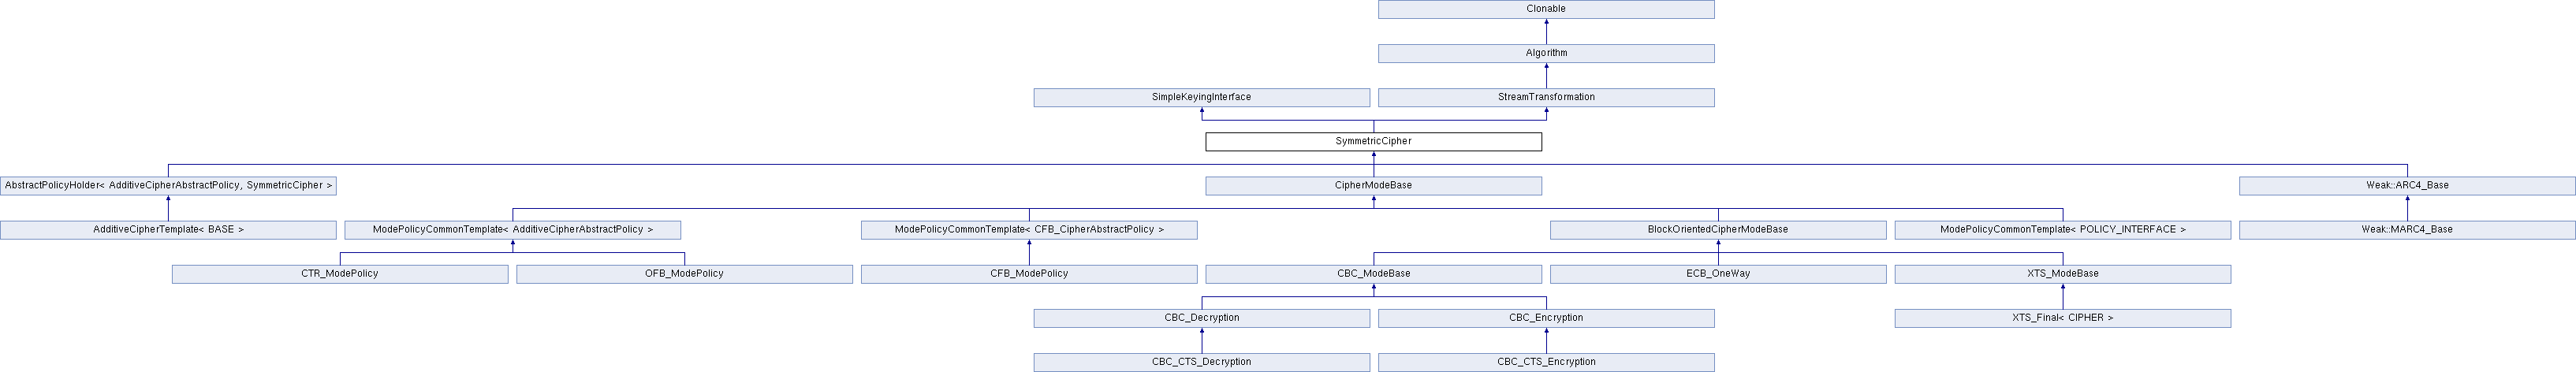 Clonable
Algorithm
SimpleKeyingInterface
StreamTransformation
SymmetricCipher
AbstractPolicyHolder< AdditiveCipherAbstractPolicy, SymmetricCipher >
CipherModeBase
Weak::ARC4_Base
AdditiveCipherTemplate< BASE >
ModePolicyCommonTemplate< AdditiveCipherAbstractPolicy >
ModePolicyCommonTemplate< CFB_CipherAbstractPolicy >
BlockOrientedCipherModeBase
ModePolicyCommonTemplate< POLICY_INTERFACE >
Weak::MARC4_Base
CTR_ModePolicy
OFB_ModePolicy
CFB_ModePolicy
CBC_ModeBase
ECB_OneWay
XTS_ModeBase
CBC_Decryption
CBC_Encryption
XTS_Final< CIPHER >
CBC_CTS_Decryption
CBC_CTS_Encryption